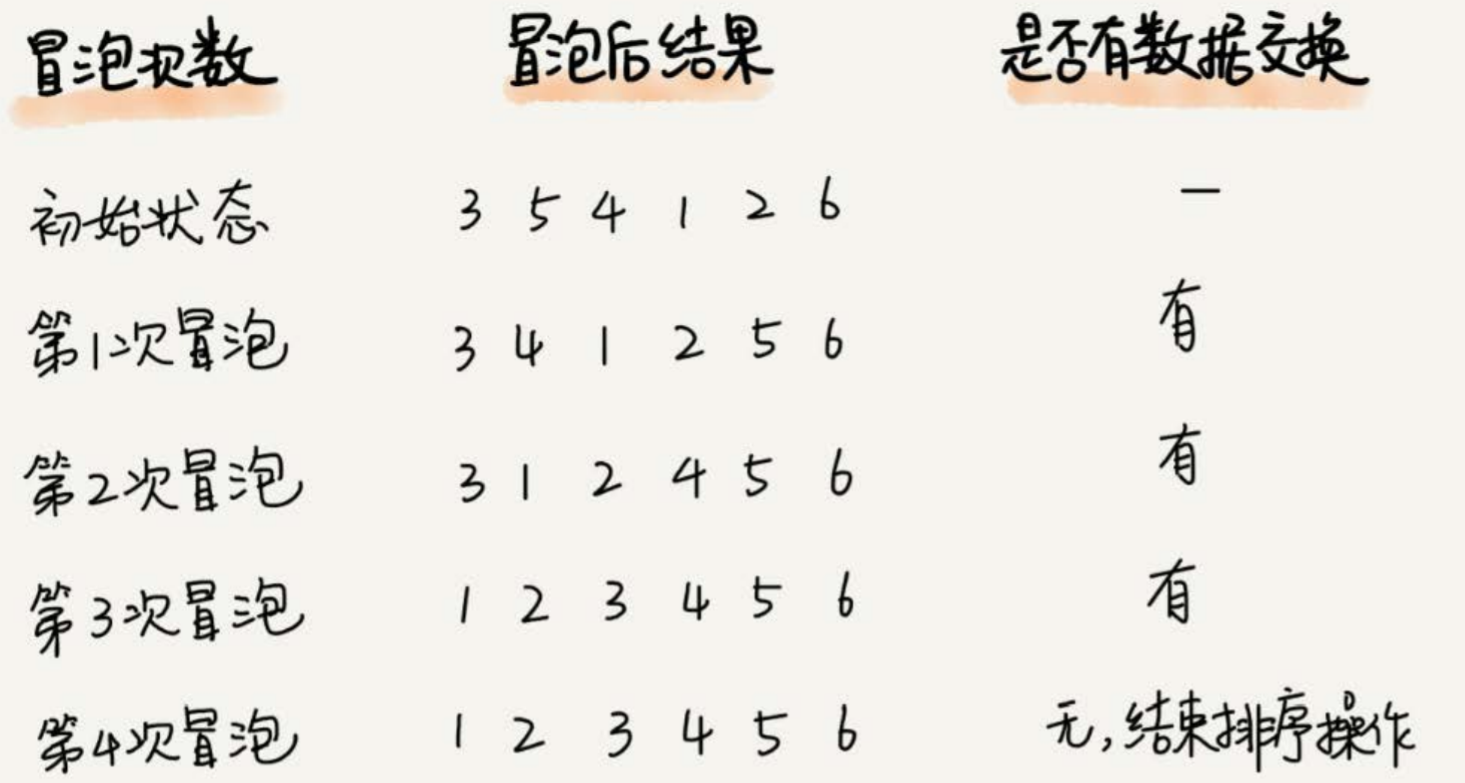 冒泡次数 冒泡后结果 是否有数据交换
初始状态 3 5 4 1 2 6 —
第1次冒泡 3 4 1 2 5 6 有
第2次冒泡 3 1 2 4 5 6 有
第3次冒泡 1 2 3 4 5 6 有
第4次冒泡 1 2 3 4 5 6 无,结束排序操作